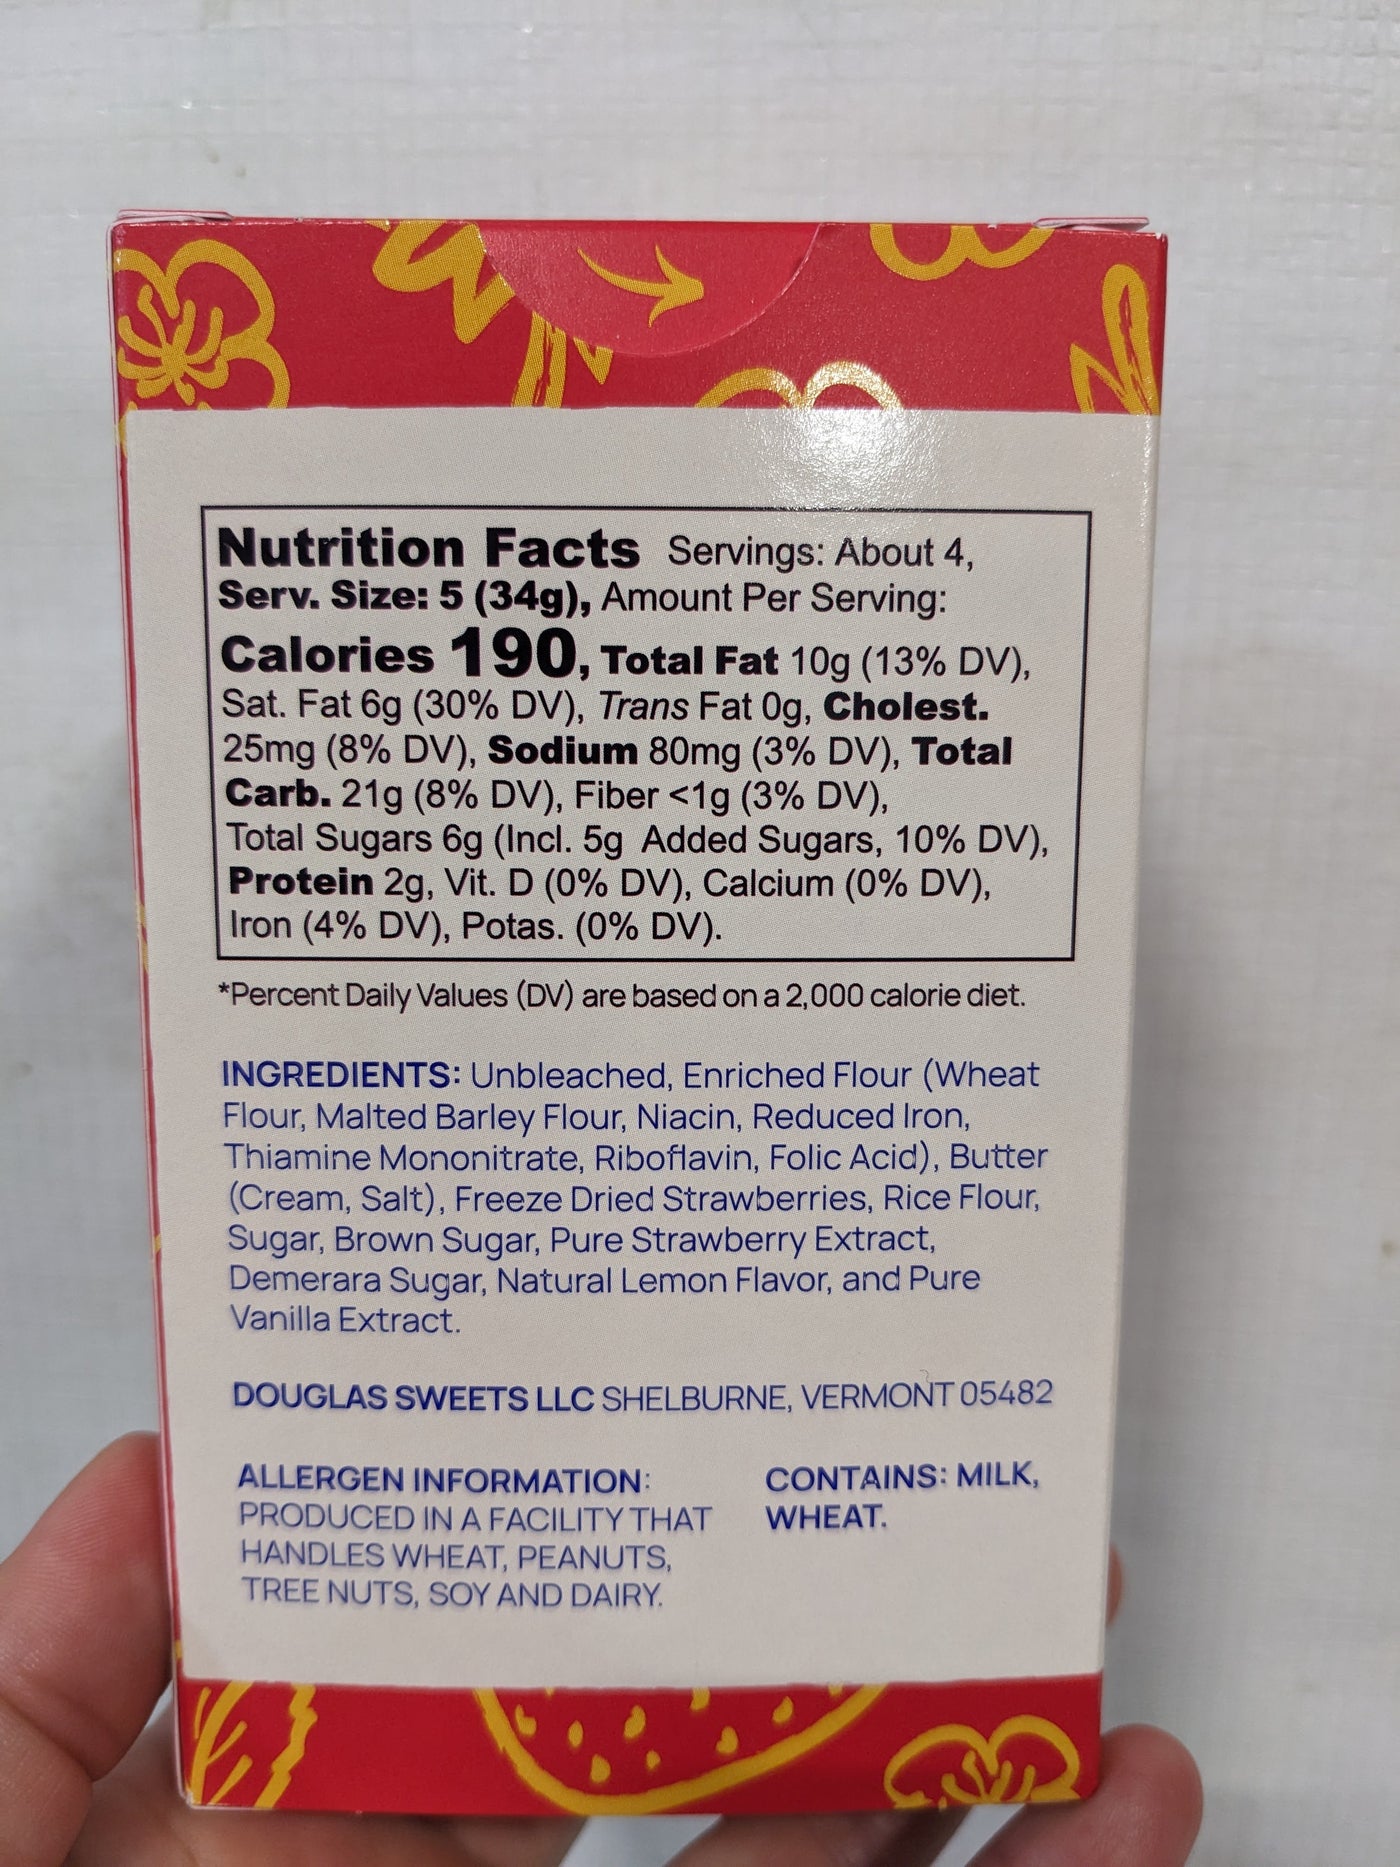 Nutrition Facts Servings: About 4,
Serv. Size: 5 (34g), Amount Per Serving:
Calories 190, Total Fat 10g (13% DV),
Sat. Fat 6g (30% DV), Trans Fat 0g, Cholest.
25mg (8% DV), Sodium 80mg (3% DV), Total
Carb. 21g (8% DV), Fiber <1g (3% DV),
Total Sugars 6g (Incl. 5g Added Sugars, 10% DV),
Protein 2g, Vit. D (0% DV), Calcium (0% DV),
Iron (4% DV), Potas. (0% DV).
*Percent Daily Values (DV) are based on a 2,000 calorie diet.
INGREDIENTS: Unbleached, Enriched Flour (Wheat
Flour, Malted Barley Flour, Niacin, Reduced Iron,
Thiamine Mononitrate, Riboflavin, Folic Acid), Butter
(Cream, Salt), Freeze Dried Strawberries, Rice Flour,
Sugar, Brown Sugar, Pure Strawberry Extract,
Demerara Sugar, Natural Lemon Flavor, and Pure
Vanilla Extract.
DOUGLAS SWEETS LLC SHELBURNE, VERMONT 05482
ALLERGEN INFORMATION:
PRODUCED IN A FACILITY THAT
HANDLES WHEAT, PEANUTS,
TREE NUTS, SOY AND DAIRY.
CONTAINS: MILK,
WHEAT.